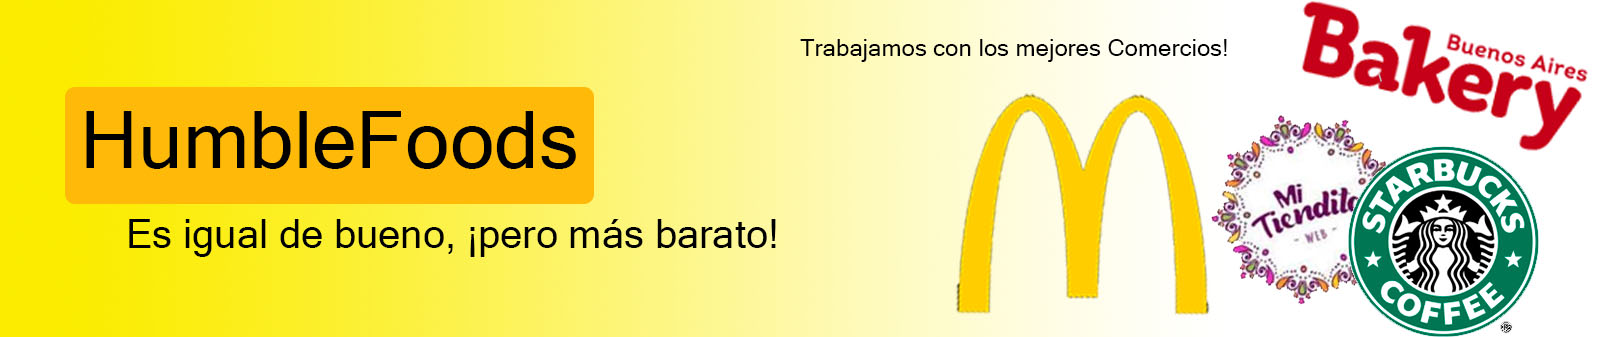 HumbleFoods
Es igual de bueno, ¡pero más barato!
Trabajamos con los mejores Comercios!
Bakery
Buenos Aires
Mi
Tiendita
- WEB -
STARBUCKS
COFFEE